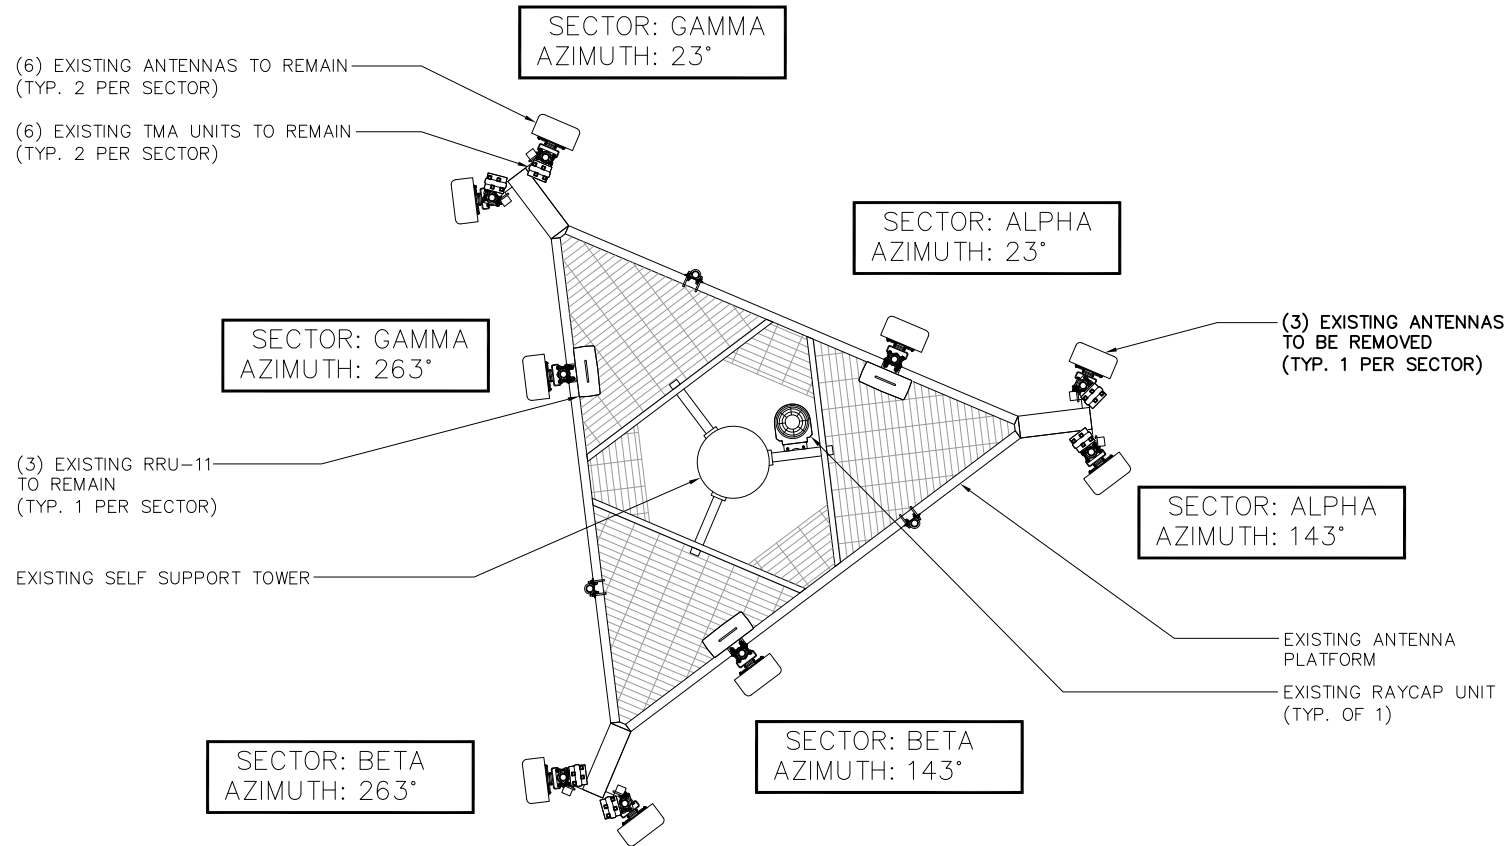 SECTOR: GAMMA
AZIMUTH: 23°
(6) EXISTING ANTENNAS TO REMAIN
(TYP. 2 PER SECTOR)
(6) EXISTING TMA UNITS TO REMAIN
(TYP. 2 PER SECTOR)
SECTOR: ALPHA
AZIMUTH: 23°
(3) EXISTING ANTENNAS
TO BE REMOVED
(TYP. 1 PER SECTOR)
SECTOR: GAMMA
AZIMUTH: 263°
(3) EXISTING RRU-11
TO REMAIN
(TYP. 1 PER SECTOR)
SECTOR: ALPHA
AZIMUTH: 143°
EXISTING SELF SUPPORT TOWER
EXISTING ANTENNA
PLATFORM
EXISTING RAYCAP UNIT
(TYP. OF 1)
SECTOR: BETA
AZIMUTH: 143°
SECTOR: BETA
AZIMUTH: 263°